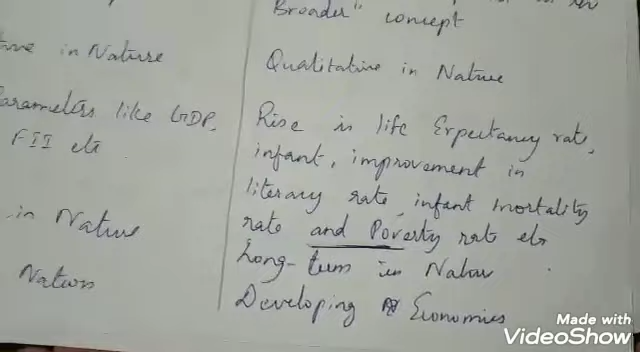 Broader" concept
tive in Nature
Qualitative in Nature
Parameters like GDP,
FII etc
Rise in life Expectancy rate,
infant, improvement in
literacy rate, infant Mortality
rate and Poverty rate etc
in Nature
Long-term in Nature
Nations
Developing Economies
Made with
VideoShow